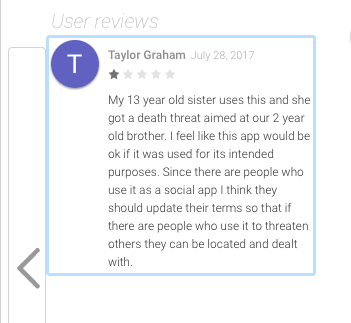 User reviews
T
Taylor Graham July 28, 2017
My 13 year old sister uses this and she
got a death threat aimed at our 2 year
old brother. I feel like this app would be
ok if it was used for its intended
purposes. Since there are people who
use it as a social app I think they
should update their terms so that if
there are people who use it to threaten
others they can be located and dealt
with.